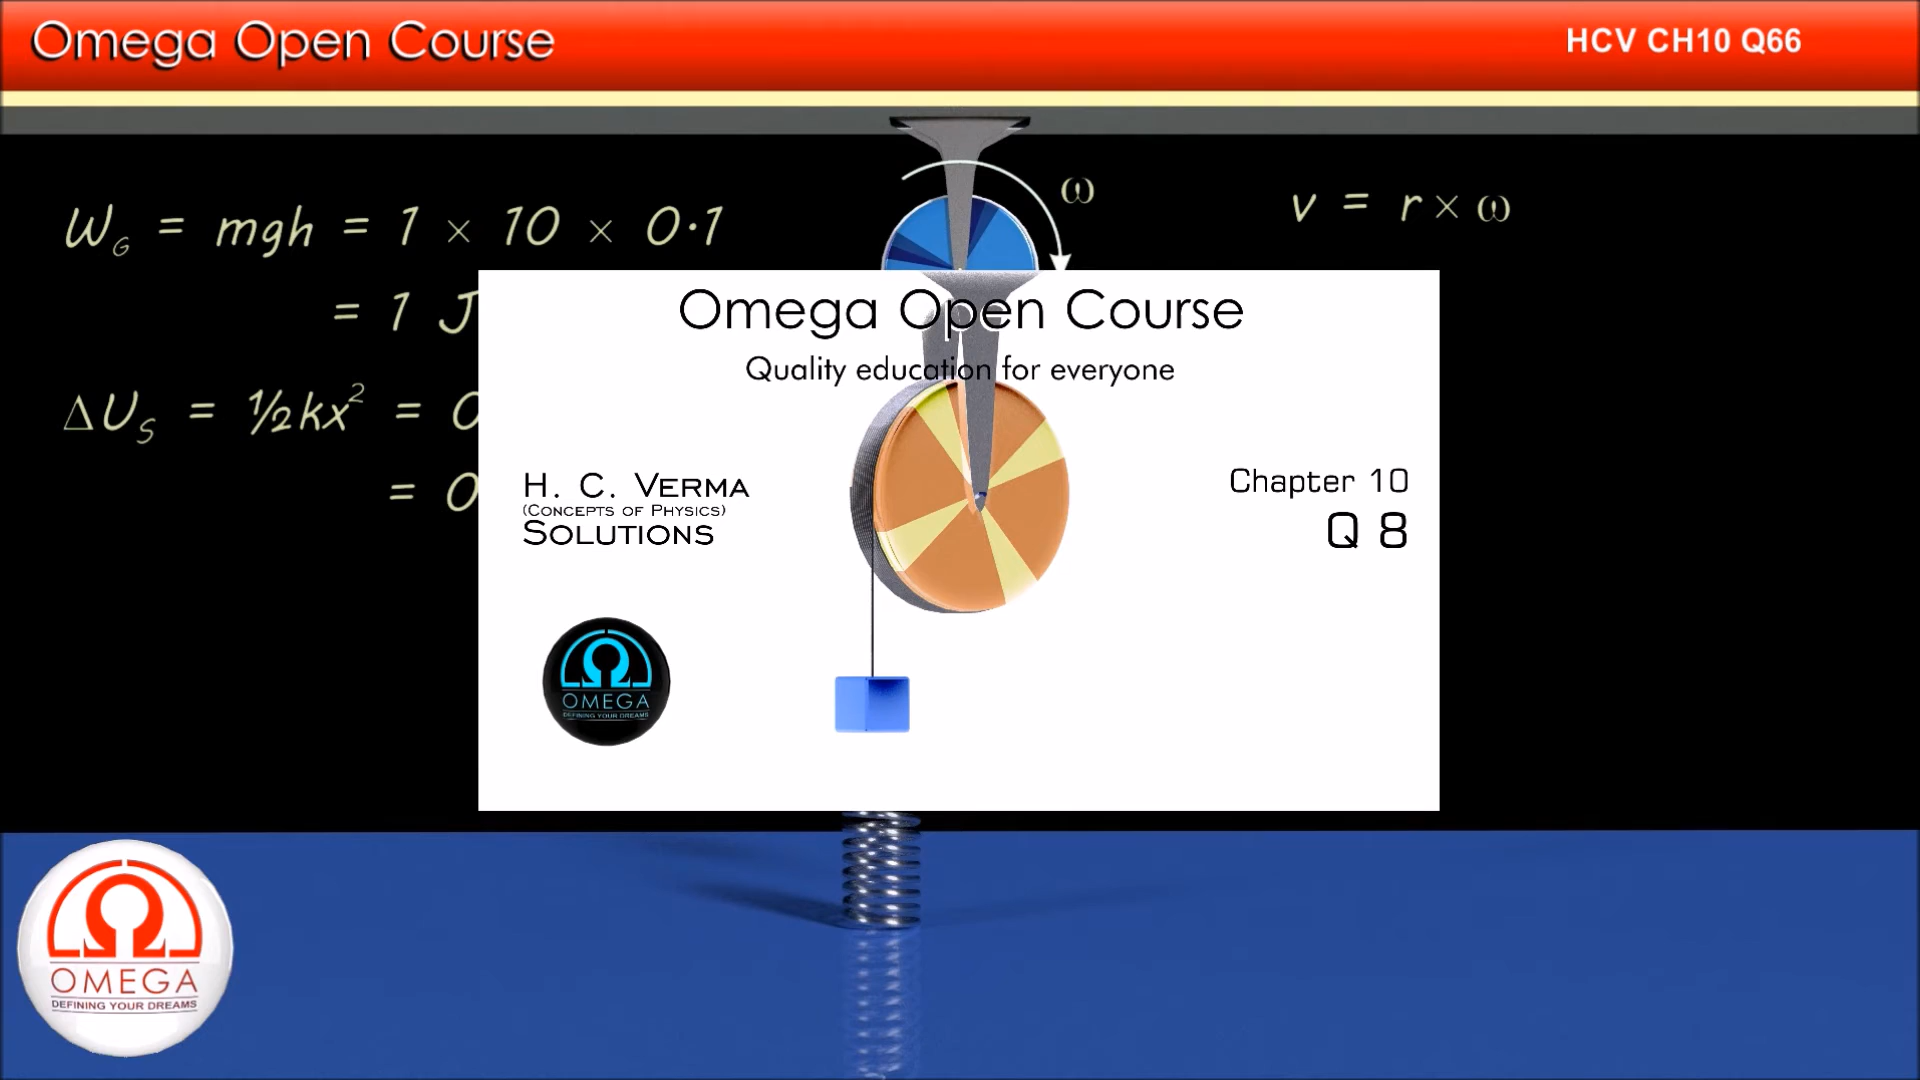 Omega Open Course
HCV CH10 Q66
W_G = mgh = 1 × 10 × 0·1
= 1 J
ΔU_S = ½kx² = 0
= 0
ω
v = r × ω
Omega Open Course
Quality education for everyone
H. C. VERMA
(CONCEPTS OF PHYSICS)
SOLUTIONS
Chapter 10
Q 8
OMEGA
DEFINING YOUR DREAMS
OMEGA
DEFINING YOUR DREAMS